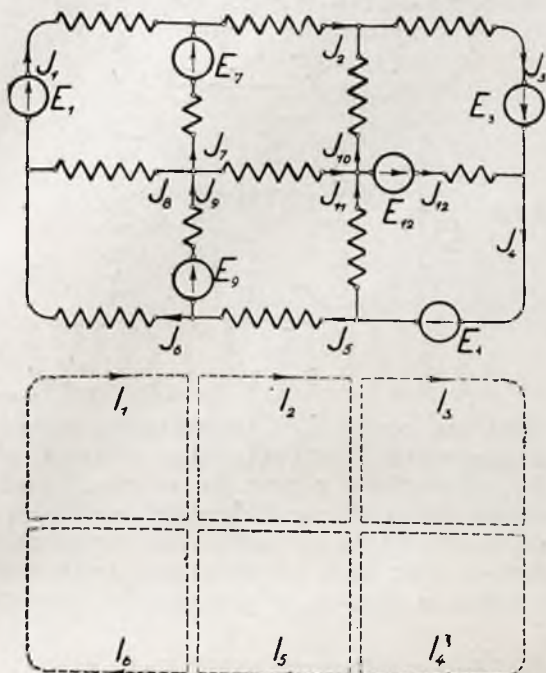 J₁ E₁ E₇ J₂ J₃ E₃
J₇ J₁₀
J₈ J₉ J₁₁ E₁₂ J₁₂
E₉ J₄
J₆ J₅ E₁
I₁ I₂ I₃
I₆ I₅ I₄